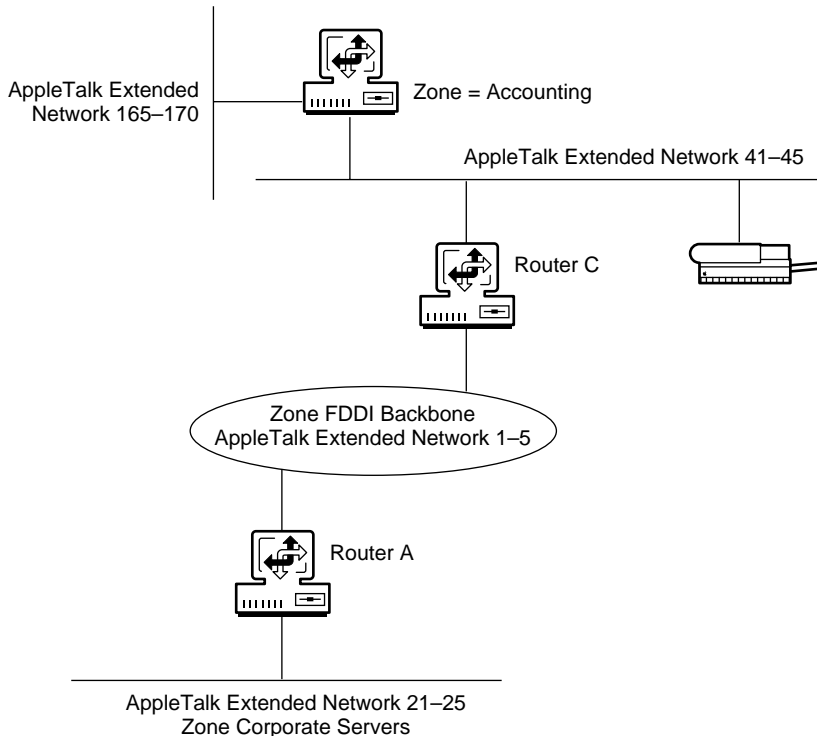 AppleTalk Extended
Network 165–170
Zone = Accounting
AppleTalk Extended Network 41–45
Router C
Zone FDDI Backbone
AppleTalk Extended Network 1–5
Router A
AppleTalk Extended Network 21–25
Zone Corporate Servers